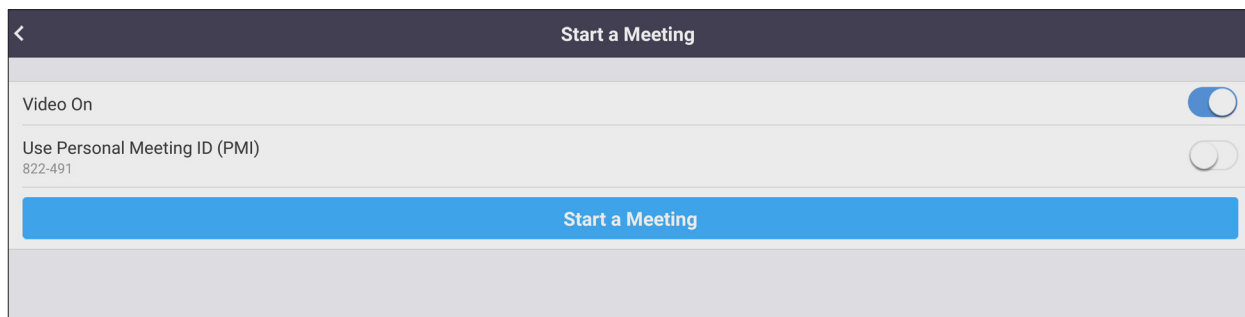 Start a Meeting
Video On
Use Personal Meeting ID (PMI)
822-491
Start a Meeting